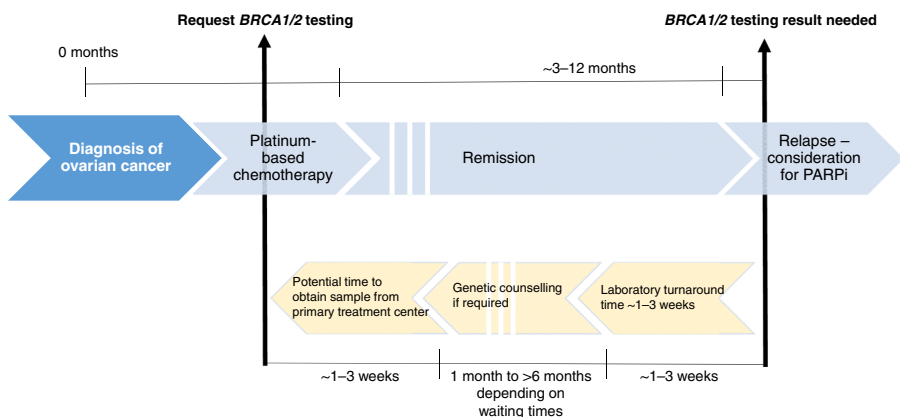 Request BRCA1/2 testing
BRCA1/2 testing result needed
0 months
~3–12 months
Diagnosis of
ovarian cancer
Platinum-
based
chemotherapy
Remission
Relapse –
consideration
for PARPi
Potential time to
obtain sample from
primary treatment center
Genetic counselling
if required
Laboratory turnaround
time ~1–3 weeks
~1–3 weeks
1 month to >6 months
depending on
waiting times
~1–3 weeks